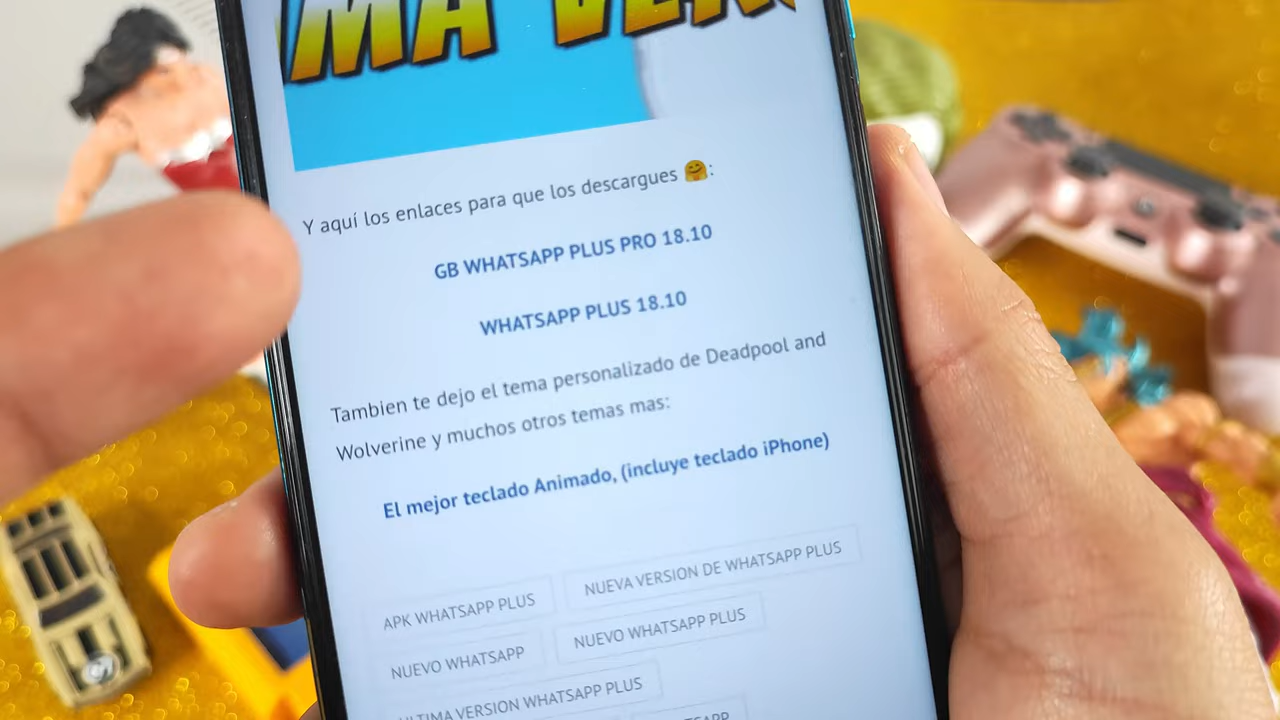 MA VER
Y aquí los enlaces para que los descargues 🤗:
GB WHATSAPP PLUS PRO 18.10
WHATSAPP PLUS 18.10
Tambien te dejo el tema personalizado de Deadpool and
Wolverine y muchos otros temas mas:
El mejor teclado Animado, (incluye teclado iPhone)
APK WHATSAPP PLUS
NUEVA VERSION DE WHATSAPP PLUS
NUEVO WHATSAPP
NUEVO WHATSAPP PLUS
ULTIMA VERSION WHATSAPP PLUS